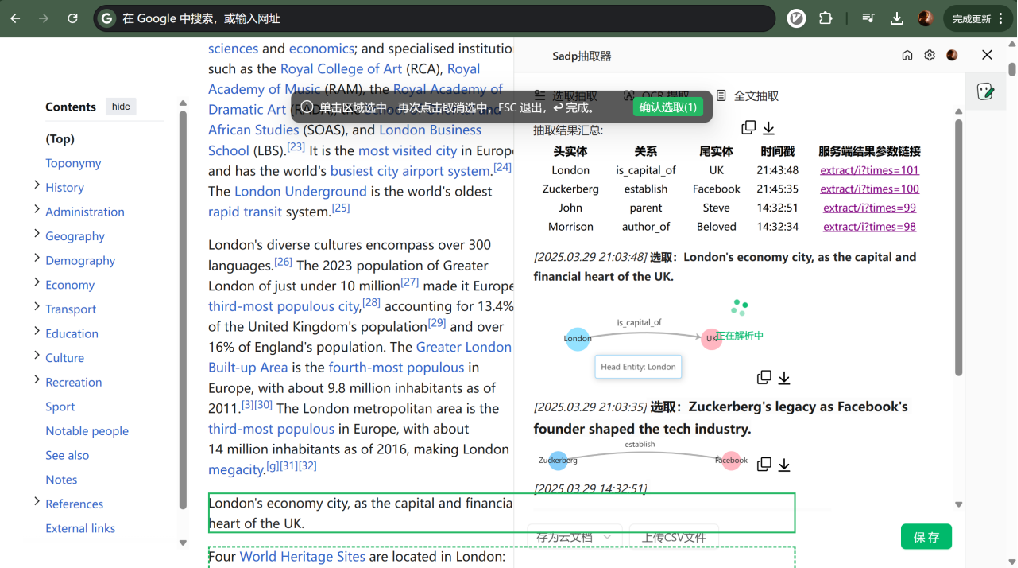 在 Google 中搜索，或输入网址
完成更新
Contents
hide
(Top)
Toponymy
History
Administration
Geography
Demography
Economy
Transport
Education
Culture
Recreation
Sport
Notable people
See also
Notes
References
External links
sciences and economics; and specialised institutio
such as the Royal College of Art (RCA), Royal
Academy of Music (RAM), the Royal Academy of
Dramatic Art
African Studies (SOAS), and London Business
School (LBS).[23] It is the most visited city in Europe
and has the world's busiest city airport system.[24]
The London Underground is the world's oldest
rapid transit system.[25]
London's diverse cultures encompass over 300
languages.[26] The 2023 population of Greater
London of just under 10 million[27] made it Europe
third-most populous city,[28] accounting for 13.4%
of the United Kingdom's population[29] and over
16% of England's population. The Greater London
Built-up Area is the fourth-most populous in
Europe, with about 9.8 million inhabitants as of
2011.[3][30] The London metropolitan area is the
third-most populous in Europe, with about
14 million inhabitants as of 2016, making London
megacity.[g][31][32]
London's economy city, as the capital and financia
heart of the UK.
Four World Heritage Sites are located in London:
单击区域选中，再次点击取消选中，ESC 退出，↩ 完成。
确认选取(1)
Sadp抽取器
选取抽取
OCR 提取
全文抽取
抽取结果汇总:
头实体 关系 尾实体 时间戳 服务端结果参数链接
London is_capital_of UK 21:43:48 extract/i?times=101
Zuckerberg establish Facebook 21:45:35 extract/i?times=100
John parent Steve 14:32:51 extract/i?times=99
Morrison author_of Beloved 14:32:34 extract/i?times=98
[2025.03.29 21:03:48] 选取：London's economy city, as the capital and
financial heart of the UK.
is_capital_of
London
UK
正在解析中
Head Entity: London
[2025.03.29 21:03:35] 选取：Zuckerberg's legacy as Facebook's
founder shaped the tech industry.
establish
Zuckerberg
Facebook
[2025.03.29 14:32:51]
存为云文档
上传CSV文件
保存